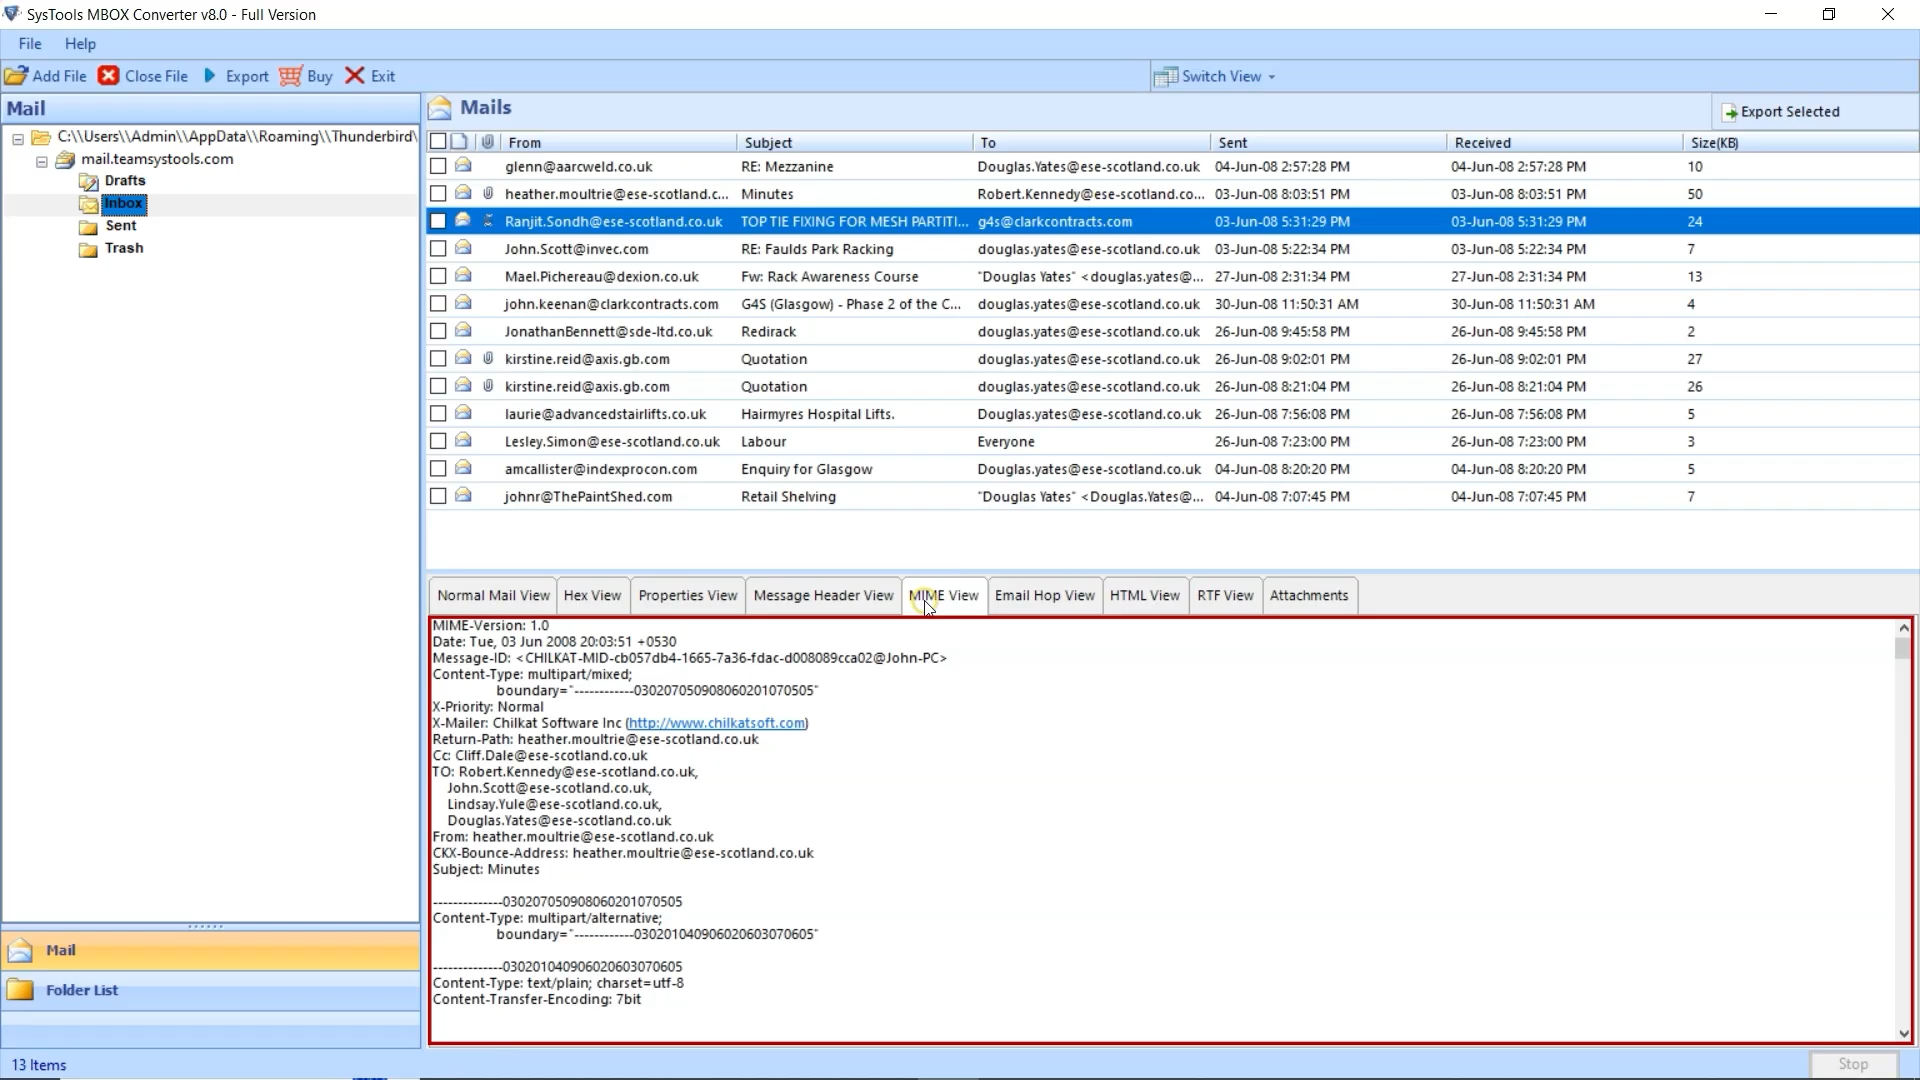 SysTools MBOX Converter v8.0 - Full Version
File Help
Add File Close File Export Buy Exit Switch View
Mail
C:\\Users\\Admin\\AppData\\Roaming\\Thunderbird\
mail.teamsystools.com
Drafts
Inbox
Sent
Trash
Mail
Folder List
Mails Export Selected
From Subject To Sent Received Size(KB)
glenn@aarcweld.co.uk RE: Mezzanine Douglas.Yates@ese-scotland.co.uk 04-Jun-08 2:57:28 PM 04-Jun-08 2:57:28 PM 10
heather.moultrie@ese-scotland.c... Minutes Robert.Kennedy@ese-scotland.co... 03-Jun-08 8:03:51 PM 03-Jun-08 8:03:51 PM 50
Ranjit.Sondh@ese-scotland.co.uk TOP TIE FIXING FOR MESH PARTITI... g4s@clarkcontracts.com 03-Jun-08 5:31:29 PM 03-Jun-08 5:31:29 PM 24
John.Scott@invec.com RE: Faulds Park Racking douglas.yates@ese-scotland.co.uk 03-Jun-08 5:22:34 PM 03-Jun-08 5:22:34 PM 7
Mael.Pichereau@dexion.co.uk Fw: Rack Awareness Course "Douglas Yates" <douglas.yates@... 27-Jun-08 2:31:34 PM 27-Jun-08 2:31:34 PM 13
john.keenan@clarkcontracts.com G4S (Glasgow) - Phase 2 of the C... douglas.yates@ese-scotland.co.uk 30-Jun-08 11:50:31 AM 30-Jun-08 11:50:31 AM 4
JonathanBennett@sde-ltd.co.uk Redirack douglas.yates@ese-scotland.co.uk 26-Jun-08 9:45:58 PM 26-Jun-08 9:45:58 PM 2
kirstine.reid@axis.gb.com Quotation douglas.yates@ese-scotland.co.uk 26-Jun-08 9:02:01 PM 26-Jun-08 9:02:01 PM 27
kirstine.reid@axis.gb.com Quotation douglas.yates@ese-scotland.co.uk 26-Jun-08 8:21:04 PM 26-Jun-08 8:21:04 PM 26
laurie@advancedstairlifts.co.uk Hairmyres Hospital Lifts. Douglas.yates@ese-scotland.co.uk 26-Jun-08 7:56:08 PM 26-Jun-08 7:56:08 PM 5
Lesley.Simon@ese-scotland.co.uk Labour Everyone 26-Jun-08 7:23:00 PM 26-Jun-08 7:23:00 PM 3
amcallister@indexprocon.com Enquiry for Glasgow Douglas.yates@ese-scotland.co.uk 04-Jun-08 8:20:20 PM 04-Jun-08 8:20:20 PM 5
johnr@ThePaintShed.com Retail Shelving "Douglas Yates" <Douglas.Yates@... 04-Jun-08 7:07:45 PM 04-Jun-08 7:07:45 PM 7
Normal Mail View Hex View Properties View Message Header View MIME View Email Hop View HTML View RTF View Attachments
MIME-Version: 1.0
Date: Tue, 03 Jun 2008 20:03:51 +0530
Message-ID: <CHILKAT-MID-cb057db4-1665-7a36-fdac-d008089cca02@John-PC>
Content-Type: multipart/mixed;
boundary="------------030207050908060201070505"
X-Priority: Normal
X-Mailer: Chilkat Software Inc (http://www.chilkatsoft.com)
Return-Path: heather.moultrie@ese-scotland.co.uk
Cc: Cliff.Dale@ese-scotland.co.uk
TO: Robert.Kennedy@ese-scotland.co.uk,
John.Scott@ese-scotland.co.uk,
Lindsay.Yule@ese-scotland.co.uk,
Douglas.Yates@ese-scotland.co.uk
From: heather.moultrie@ese-scotland.co.uk
CKX-Bounce-Address: heather.moultrie@ese-scotland.co.uk
Subject: Minutes
--------------030207050908060201070505
Content-Type: multipart/alternative;
boundary="------------030201040906020603070605"
--------------030201040906020603070605
Content-Type: text/plain; charset=utf-8
Content-Transfer-Encoding: 7bit
13 Items Stop